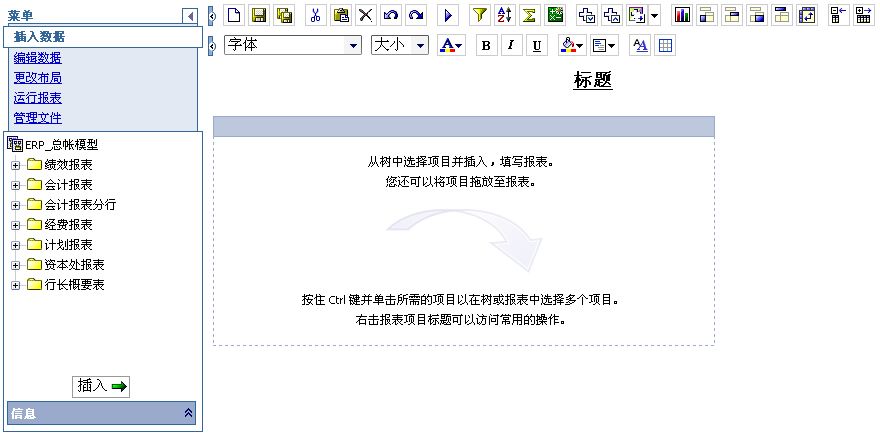 菜单
插入数据
编辑数据
更改布局
运行报表
管理文件
ERP_总帐模型
绩效报表
会计报表
会计报表分行
经费报表
计划报表
资本处报表
行长概要表
插入
信息
字体
大小
A
B
I
U
AA
标题
从树中选择项目并插入，填写报表。
您还可以将项目拖放至报表。
按住 Ctrl 键并单击所需的项目以在树或报表中选择多个项目。
右击报表项目标题可以访问常用的操作。